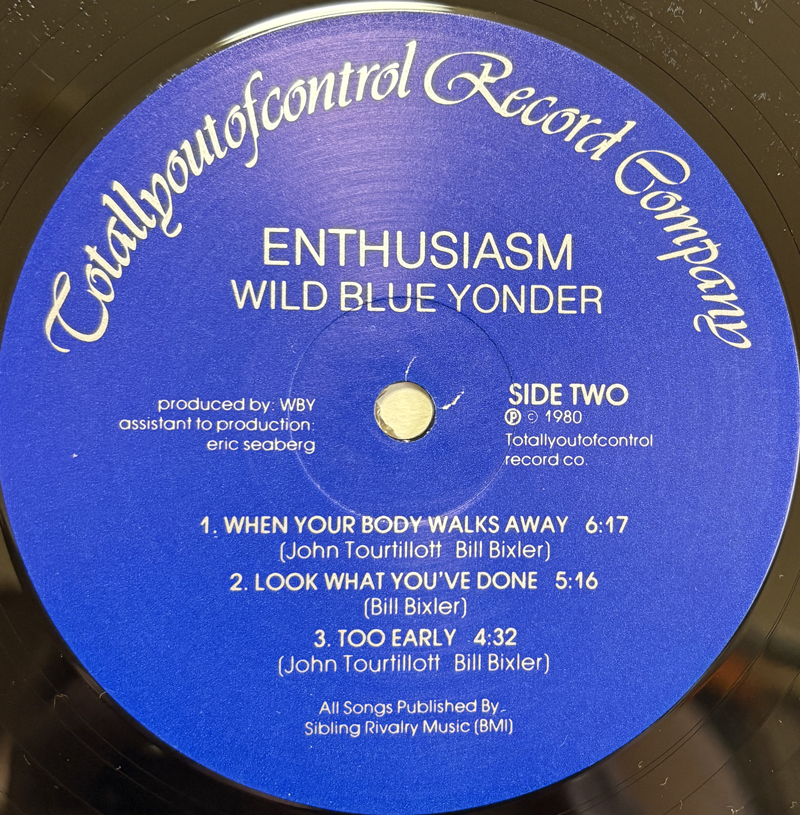 Totallyoutofcontrol Record Company
ENTHUSIASM
WILD BLUE YONDER
produced by: WBY
assistant to production:
eric seaberg
SIDE TWO
℗ © 1980
Totallyoutofcontrol
record co.
1. WHEN YOUR BODY WALKS AWAY 6:17
(John Tourtillott Bill Bixler)
2. LOOK WHAT YOU'VE DONE 5:16
(Bill Bixler)
3. TOO EARLY 4:32
(John Tourtillott Bill Bixler)
All Songs Published By
Sibling Rivalry Music (BMI)